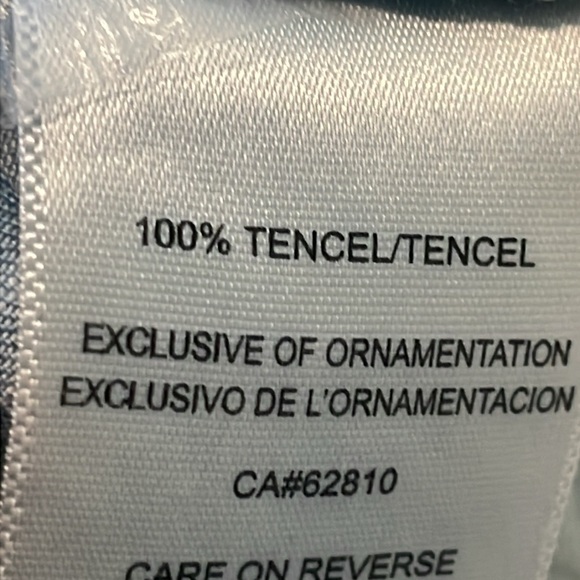 100% TENCEL/TENCEL
EXCLUSIVE OF ORNAMENTATION
EXCLUSIVO DE L'ORNAMENTACION
CA#62810
CARE ON REVERSE